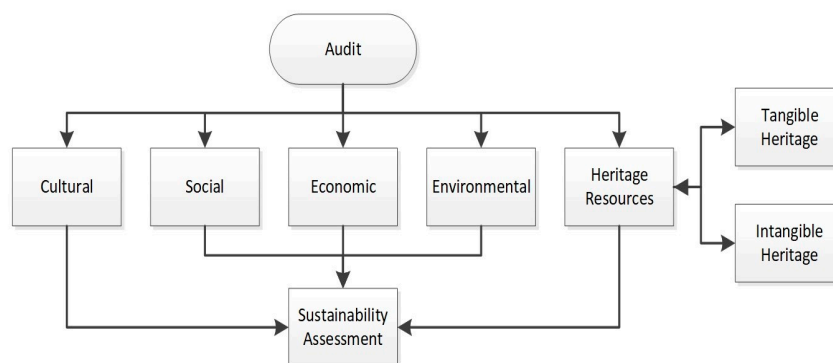 Audit
Tangible
Heritage
Cultural
Social
Economic
Environmental
Heritage
Resources
Intangible
Heritage
Sustainability
Assessment